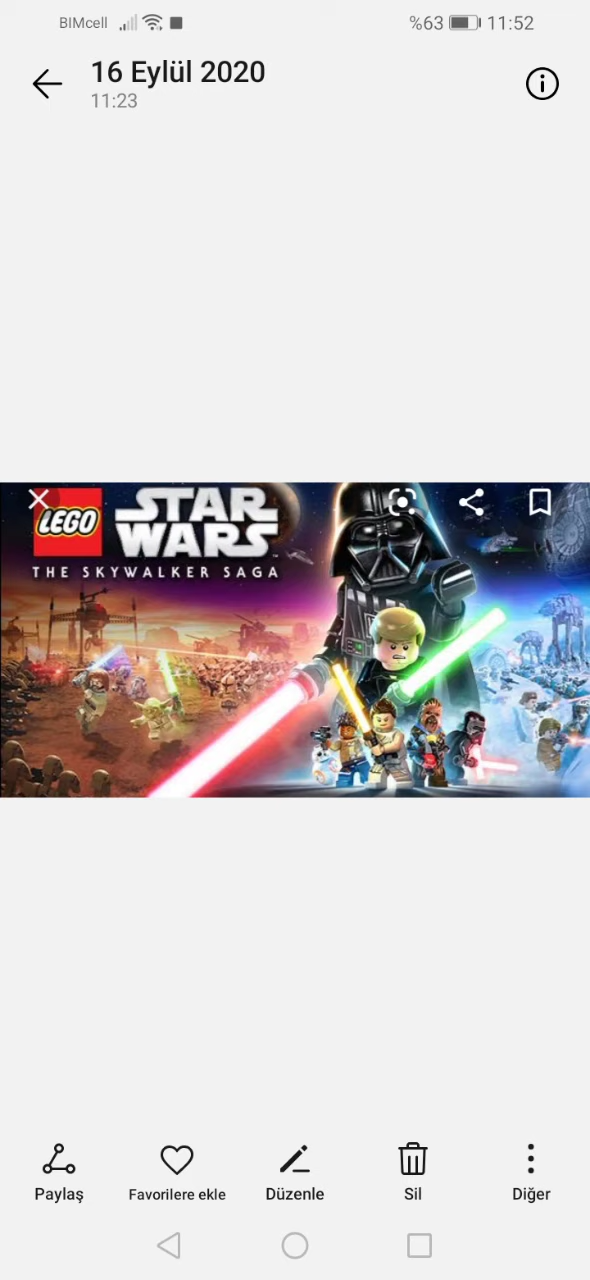 BIMcell %63 11:52
16 Eylül 2020
11:23
LEGO STAR WARS
THE SKYWALKER SAGA
Paylaş Favorilere ekle Düzenle Sil Diğer